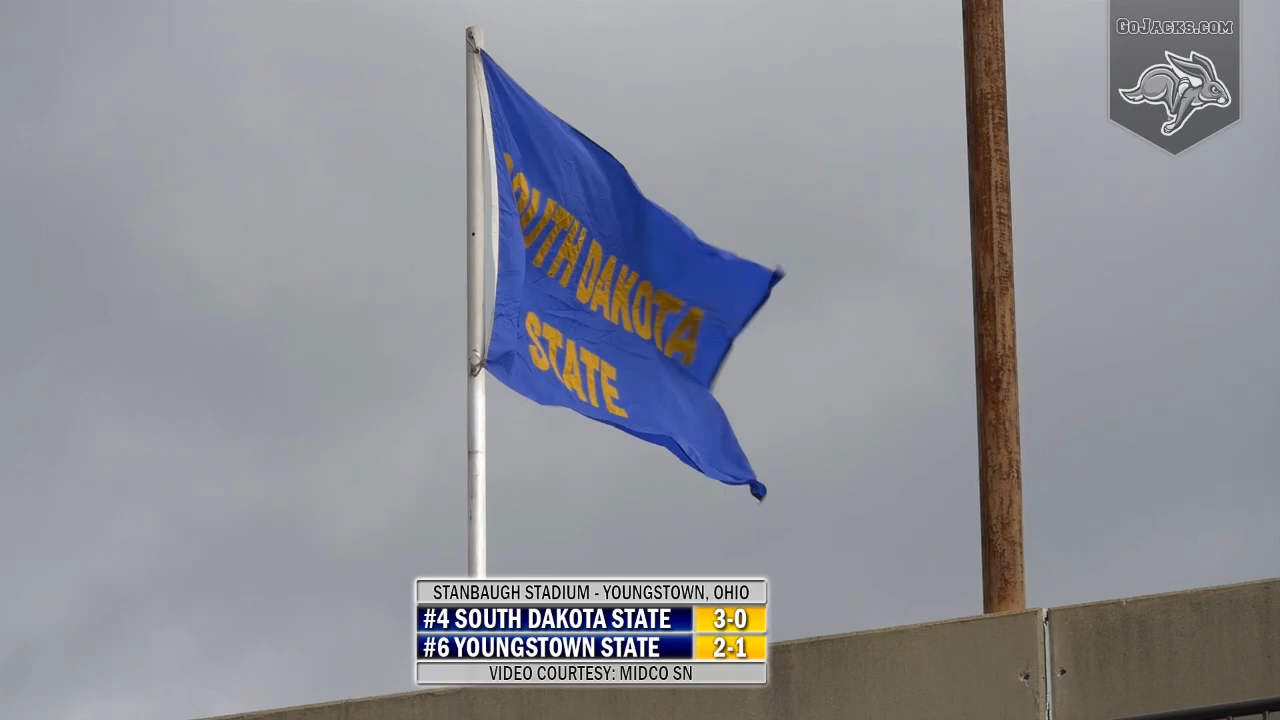 GoJacks.com
SOUTH DAKOTA
STATE
STANBAUGH STADIUM - YOUNGSTOWN, OHIO
#4 SOUTH DAKOTA STATE 3-0
#6 YOUNGSTOWN STATE 2-1
VIDEO COURTESY: MIDCO SN